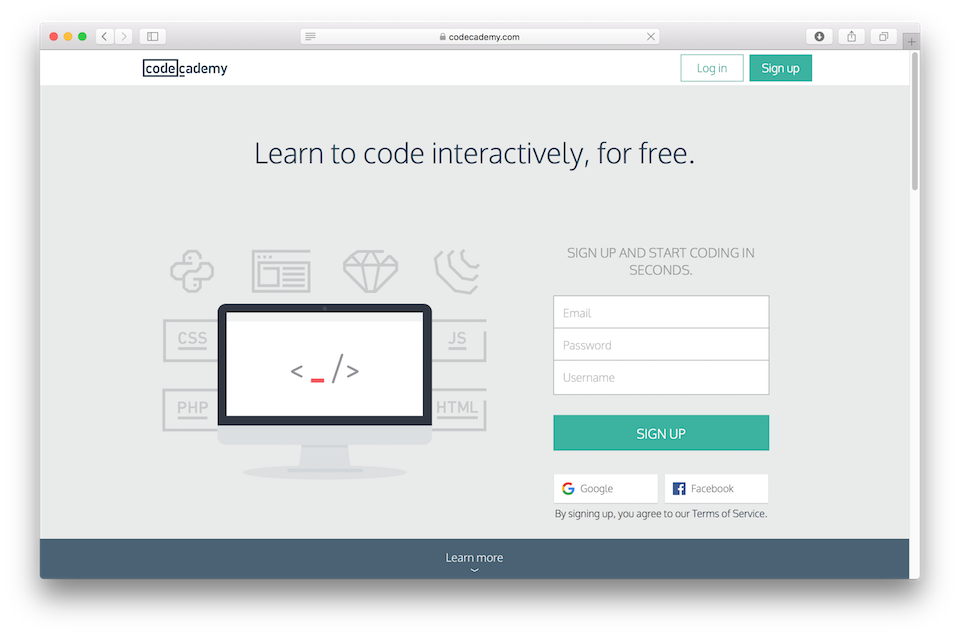 codecademy.com
codecademy
Log in
Sign up
Learn to code interactively, for free.
SIGN UP AND START CODING IN
SECONDS.
CSS
JS
PHP
HTML
< _ />
Email
Password
Username
SIGN UP
Google
Facebook
By signing up, you agree to our Terms of Service.
Learn more